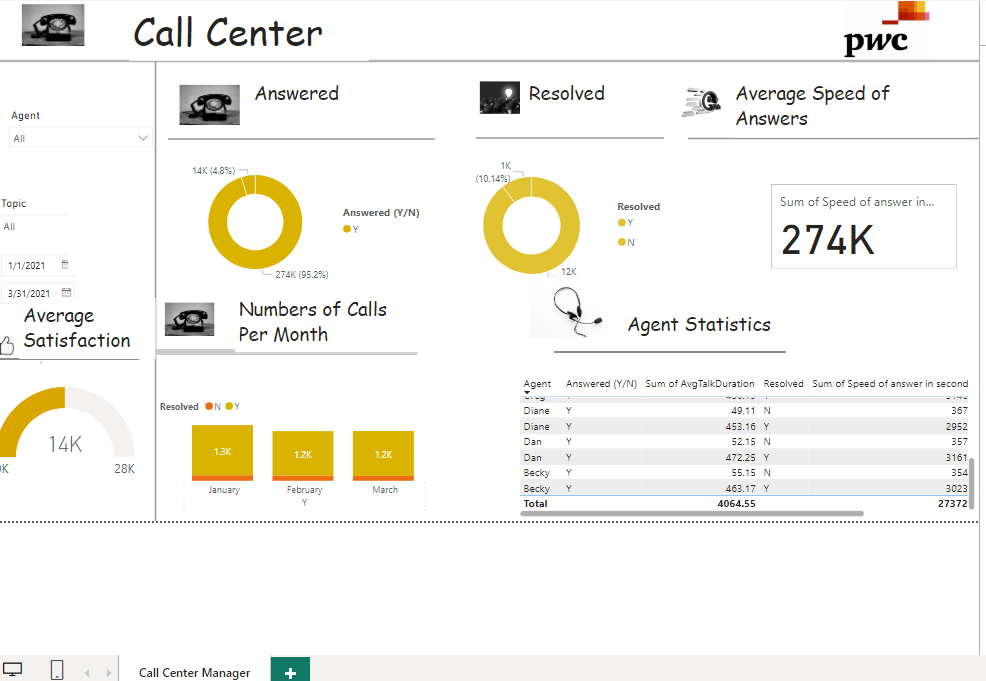 Call Center
pwc
Agent
All
Topic
All
1/1/2021
3/31/2021
Average
Satisfaction
14K
0K
28K
Answered
14K (4.8%)
Answered (Y/N)
Y
274K (95.2%)
Resolved
1K
(10.14%)
Resolved
Y
N
12K
Average Speed of
Answers
Sum of Speed of answer in...
274K
Numbers of Calls
Per Month
Resolved N Y
1.3K 1.2K 1.2K
January February March
Y
Agent Statistics
Agent Answered (Y/N) Sum of AvgTalkDuration Resolved Sum of Speed of answer in second
Diane Y 49.11 N 367
Diane Y 453.16 Y 2952
Dan Y 52.15 N 357
Dan Y 472.25 Y 3161
Becky Y 55.15 N 354
Becky Y 463.17 Y 3023
Total 4064.55 27372
Call Center Manager